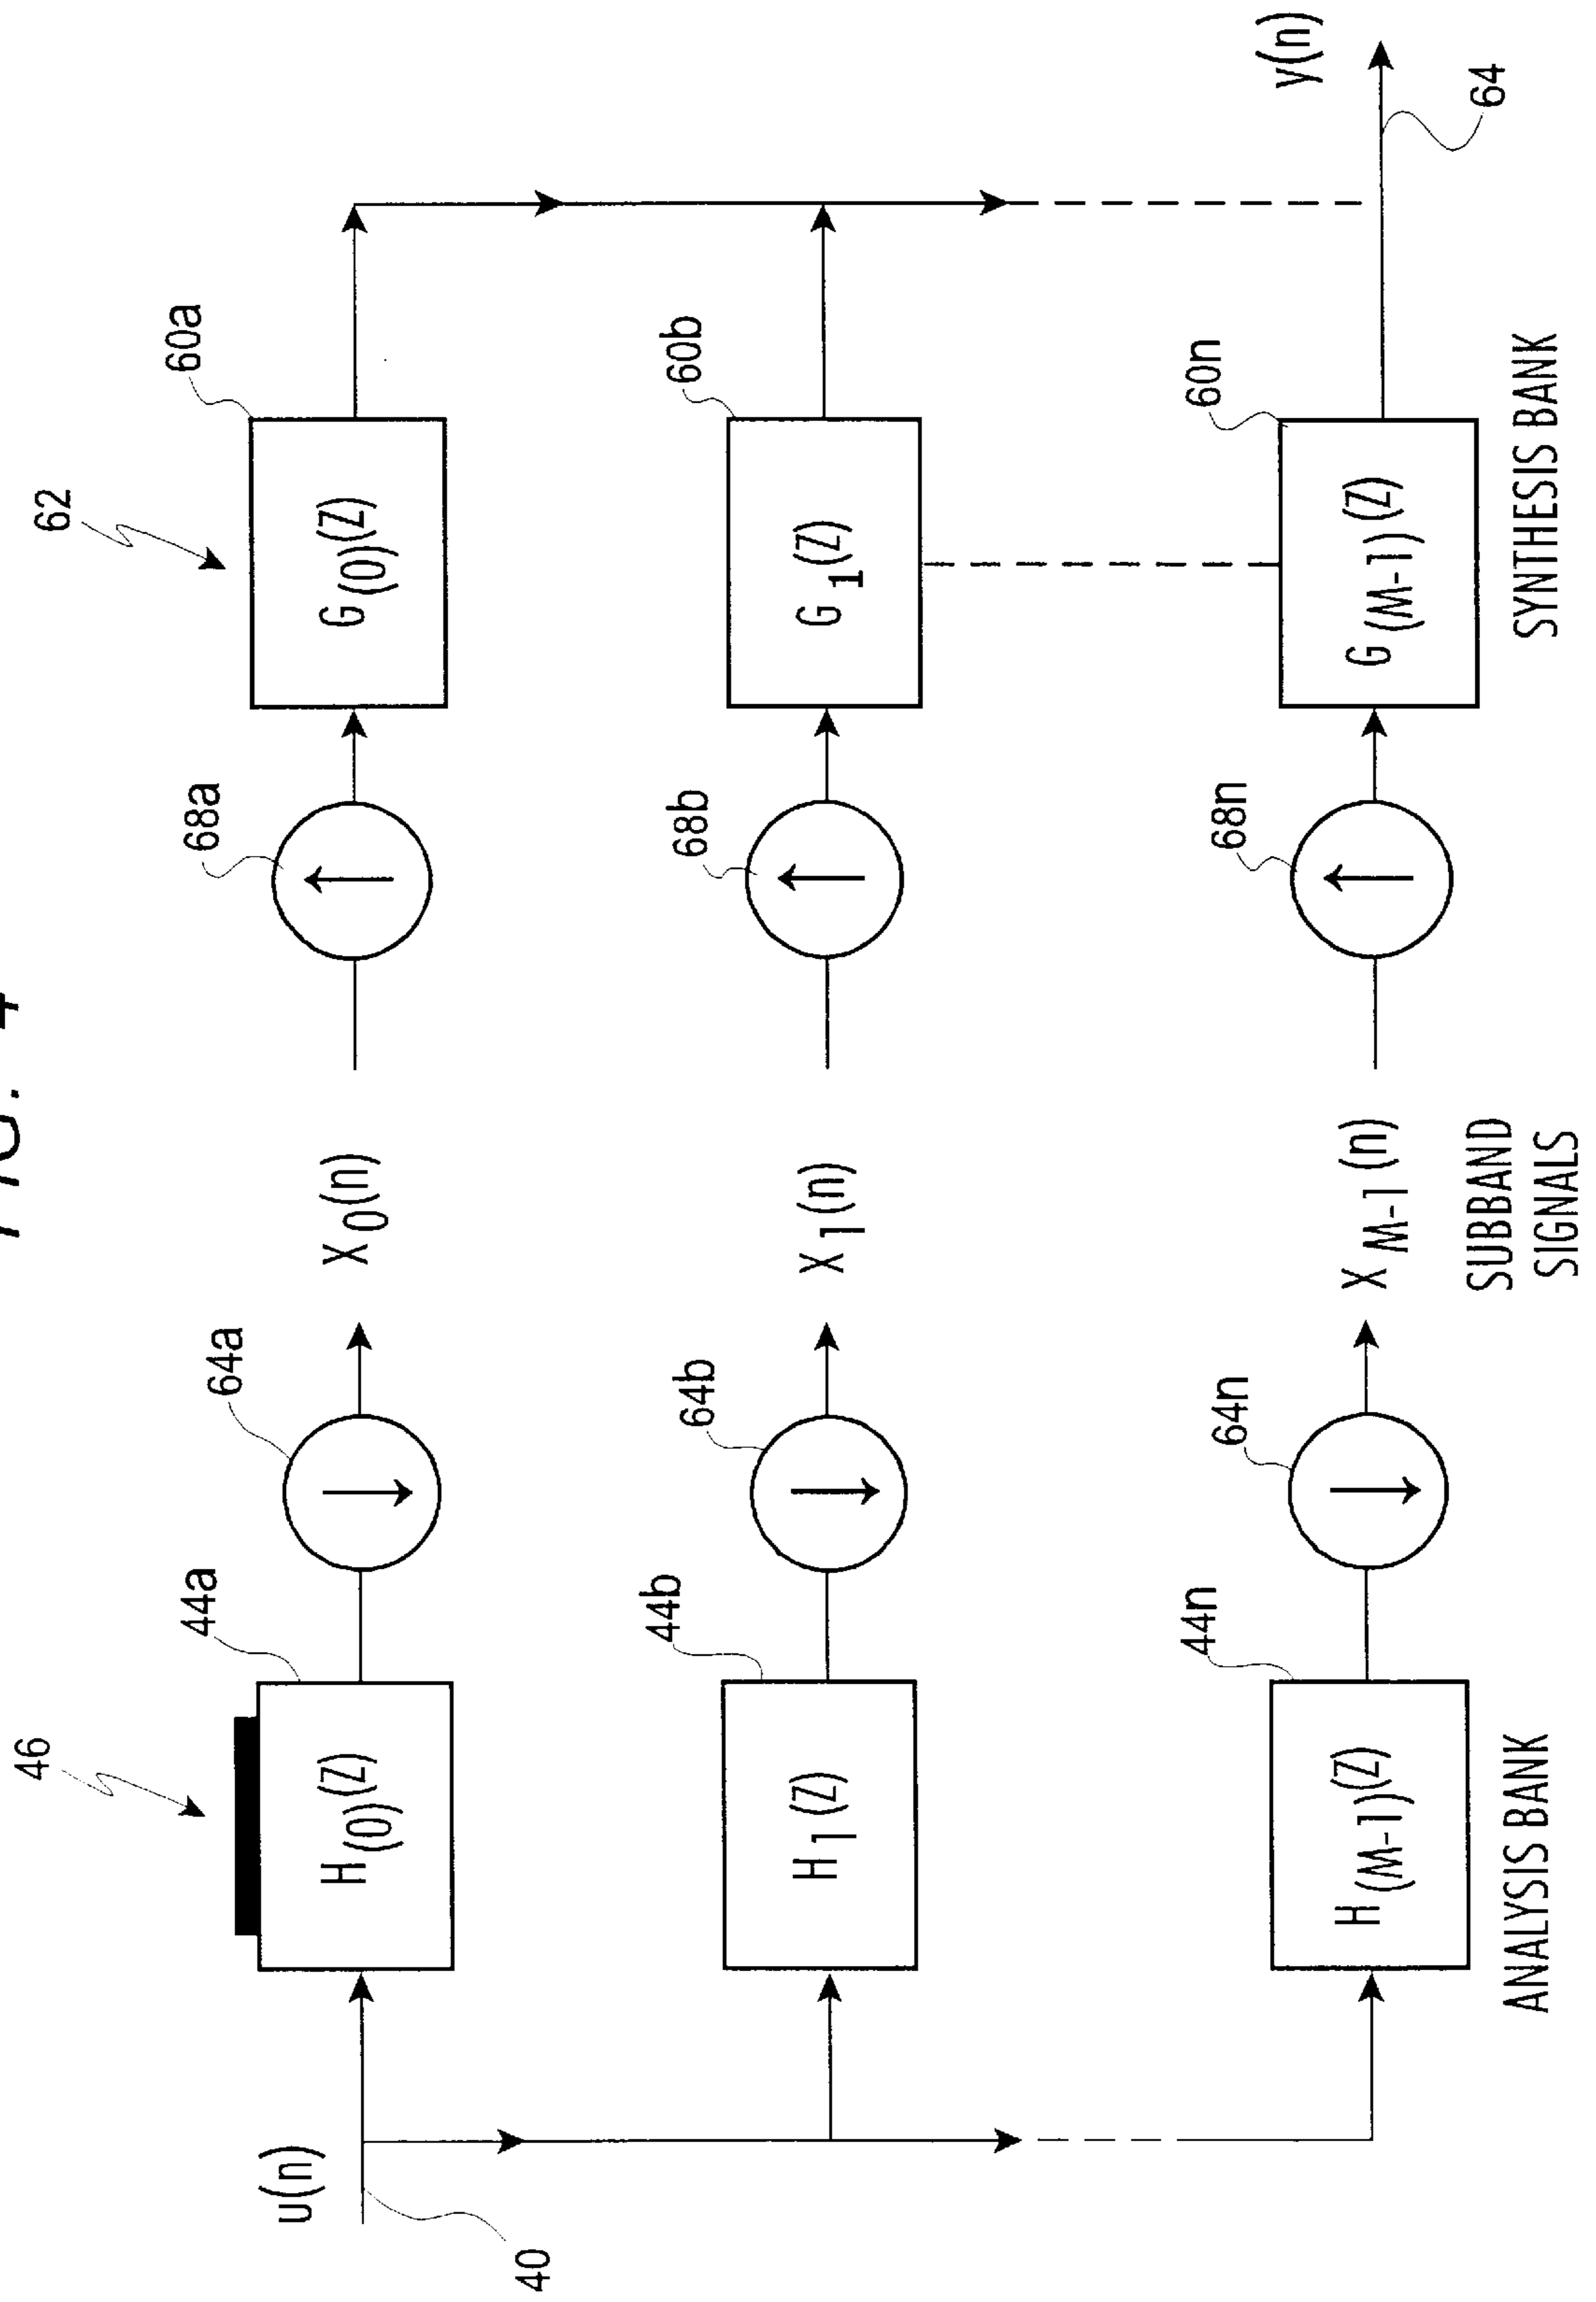 FIG. 4
46
62
44a
64a
68a
60a
u(n)
40
H(0)(Z)
X0(n)
G(0)(Z)
44b
64b
68b
60b
H1(Z)
X1(n)
G1(Z)
44n
64n
68n
60n
y(n)
H(M-1)(Z)
XM-1(n)
G(M-1)(Z)
64
ANALYSIS BANK
SUBBAND
SIGNALS
SYNTHESIS BANK